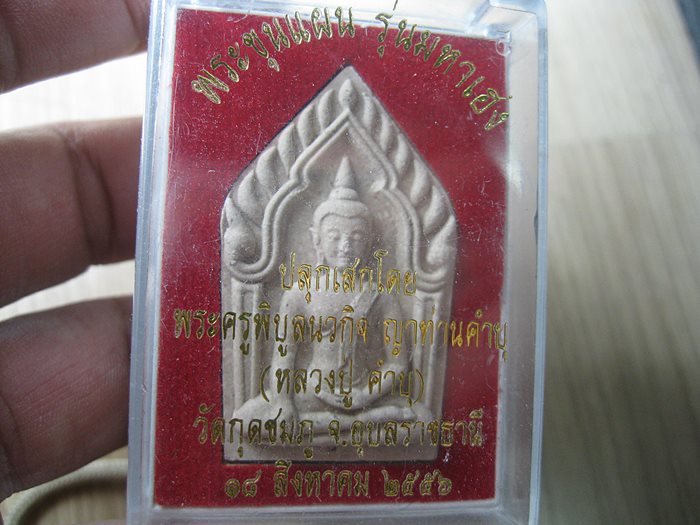 พระขุนแผน รุ่นมหาเฮง
ปลุกเสกโดย
พระครูพิบูลนวกิจ ญาท่านคำบุ
(หลวงปู่ คำบุ)
วัดกุดชมภู จ.อุบลราชธานี
๑๘ สิงหาคม ๒๕๕๖